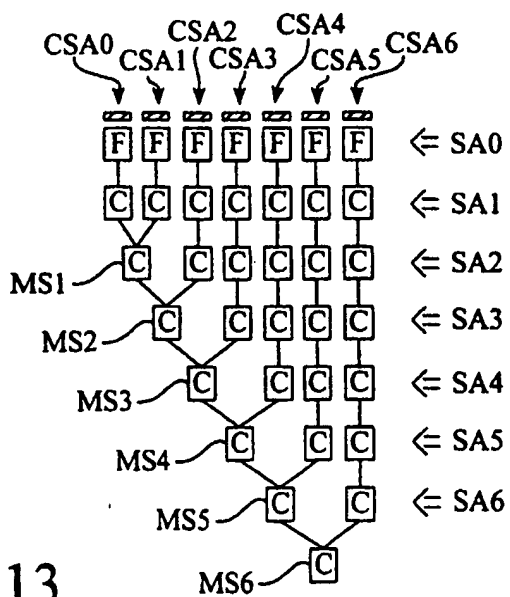 CSA0 CSA1 CSA2 CSA3 CSA4 CSA5 CSA6
F F F F F F F ⇐ SA0
C C C C C C C ⇐ SA1
MS1 C C C C C C ⇐ SA2
MS2 C C C C C ⇐ SA3
MS3 C C C C ⇐ SA4
MS4 C C C ⇐ SA5
MS5 C C ⇐ SA6
MS6 C
13